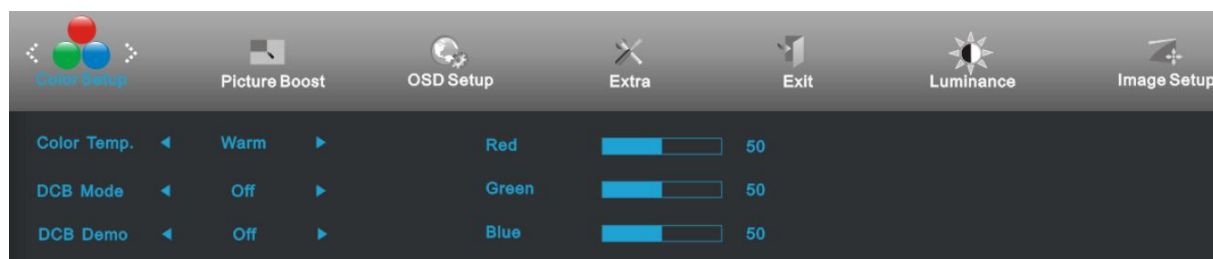 Color Setup Picture Boost OSD Setup Extra Exit Luminance Image Setup
Color Temp. Warm Red 50
DCB Mode Off Green 50
DCB Demo Off Blue 50